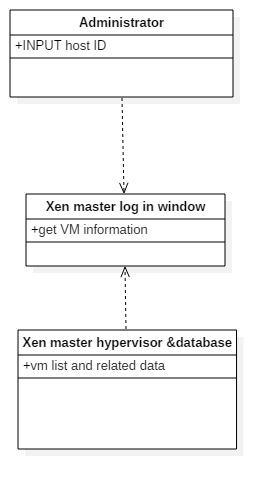 Administrator
+INPUT host ID
Xen master log in window
+get VM information
Xen master hypervisor &database
+vm list and related data